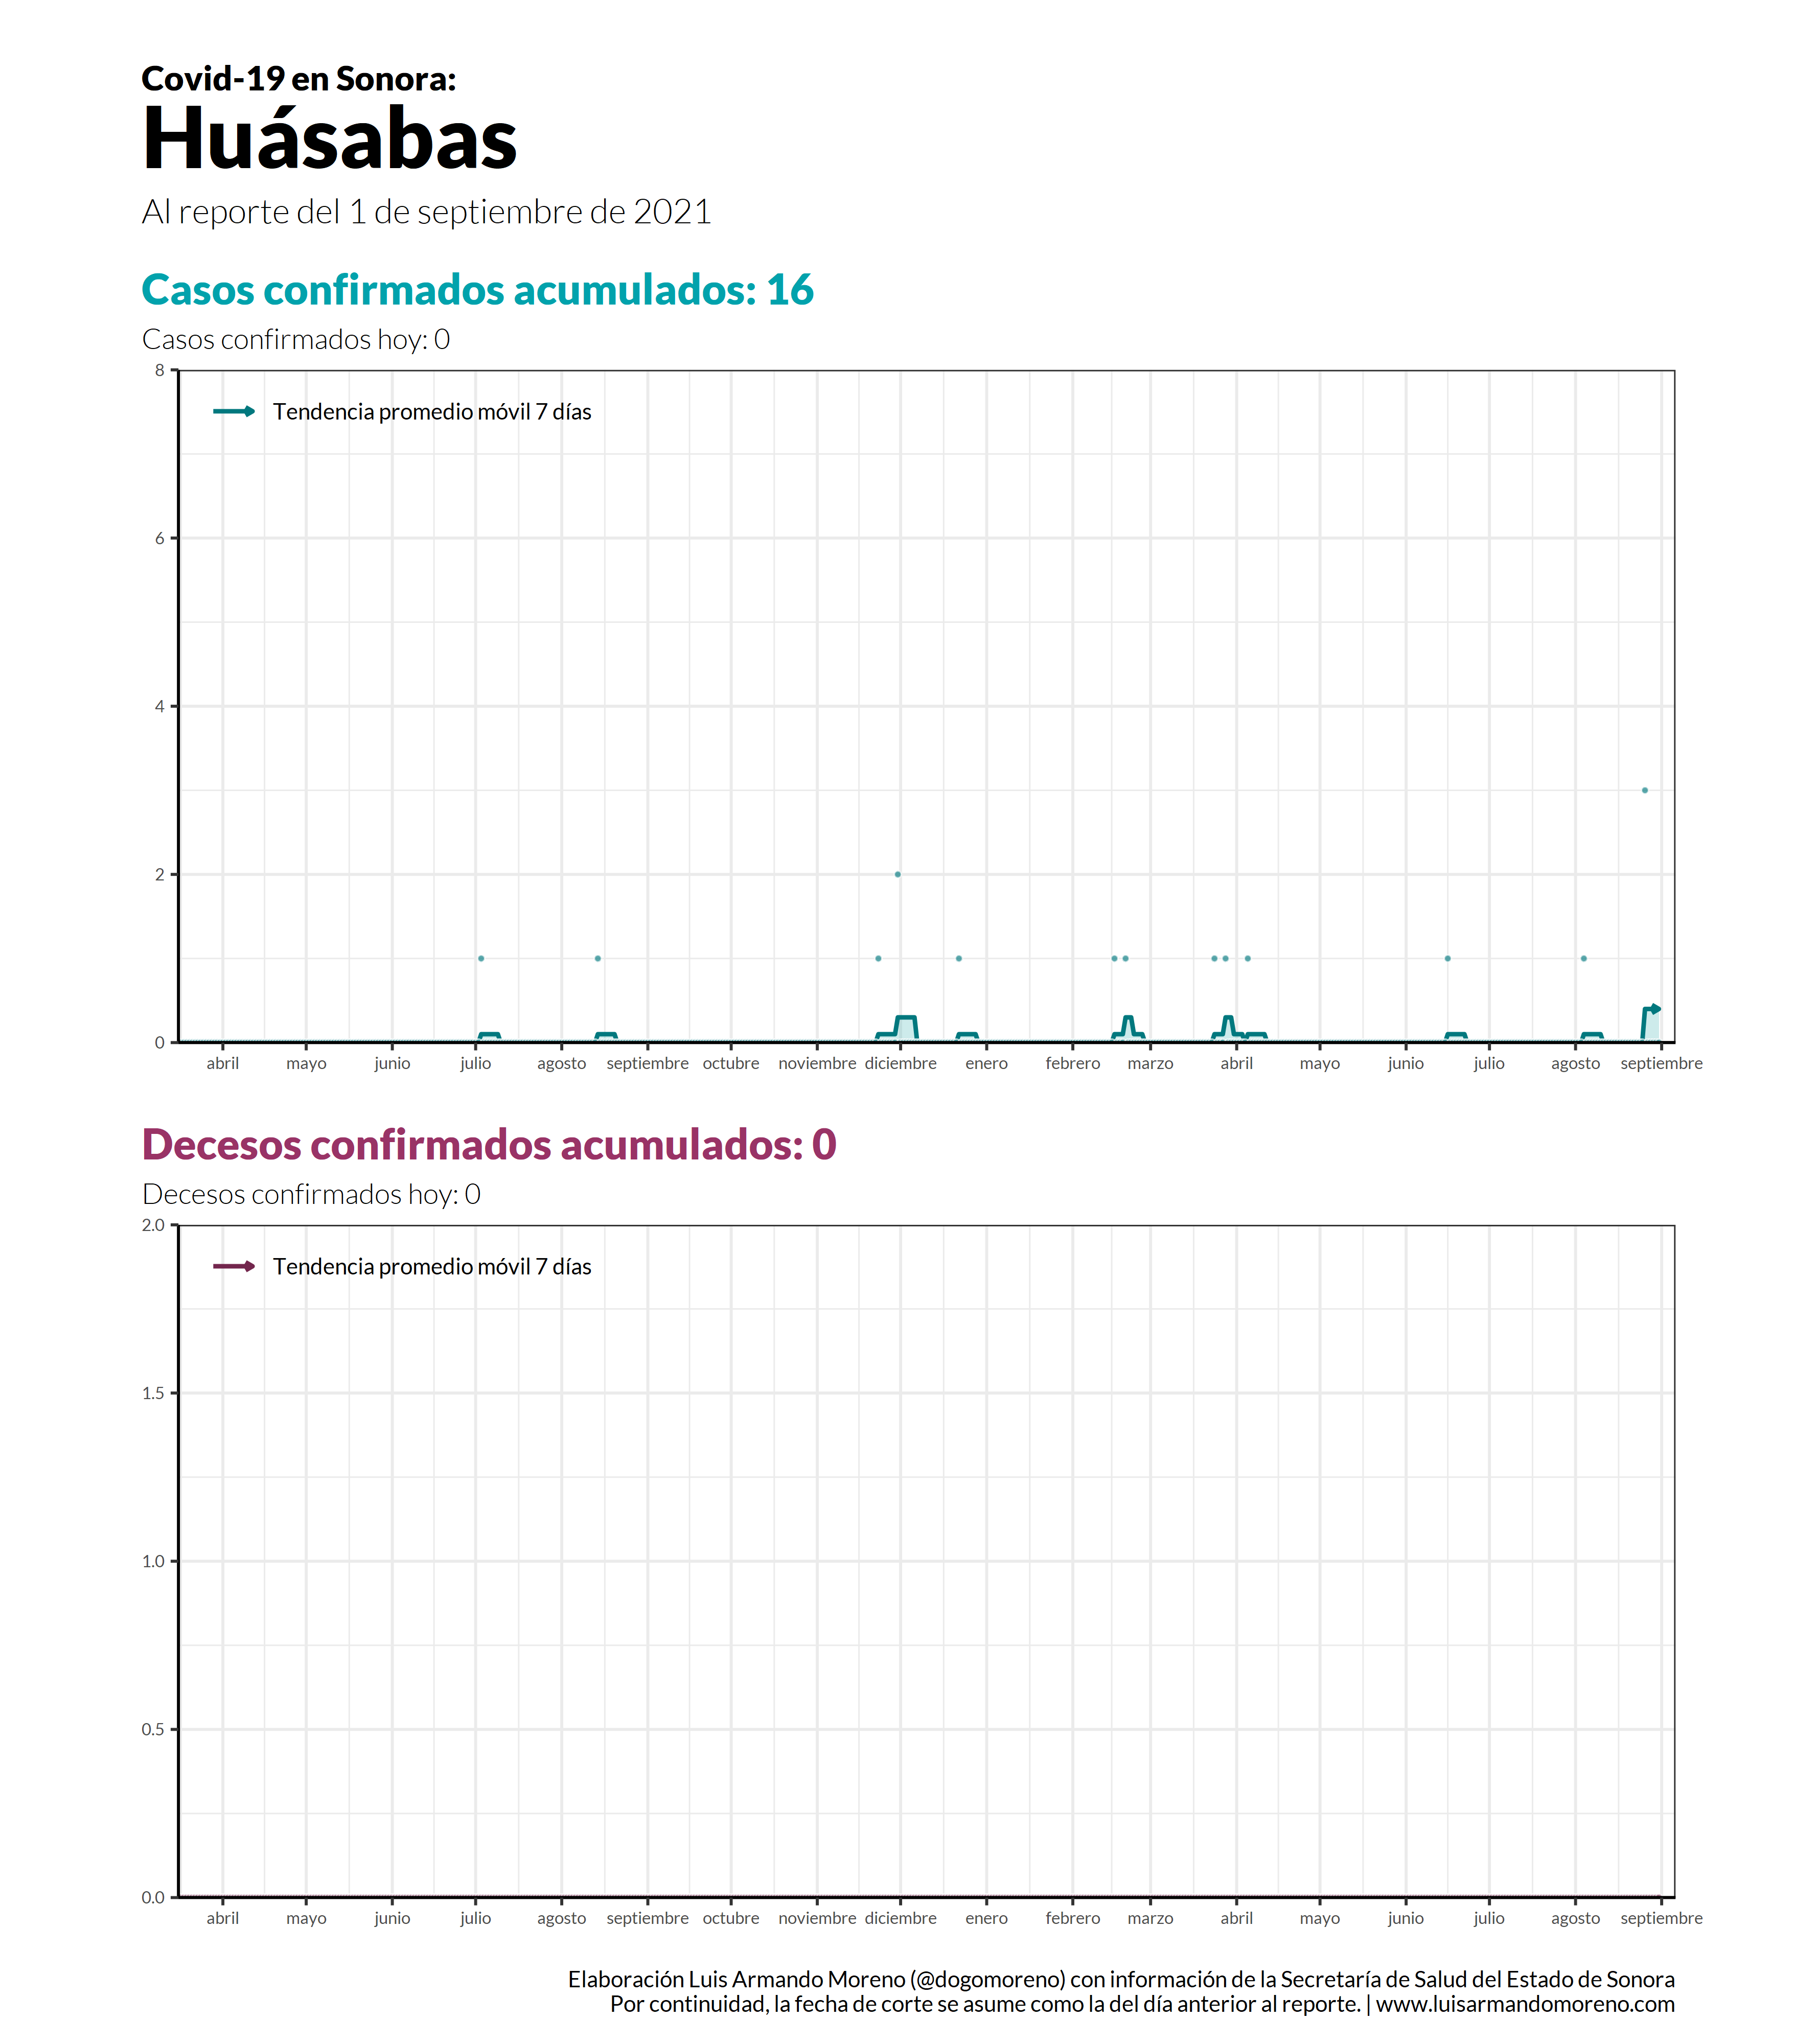 Covid-19 en Sonora:
Huásabas
Al reporte del 1 de septiembre de 2021
Casos confirmados acumulados: 16
Casos confirmados hoy: 0
8
Tendencia promedio móvil 7 días
6
4
2
0
abril mayo junio julio agosto septiembre octubre noviembre diciembre enero febrero marzo abril mayo junio julio agosto septiembre
Decesos confirmados acumulados: 0
Decesos confirmados hoy: 0
2.0
Tendencia promedio móvil 7 días
1.5
1.0
0.5
0.0
abril mayo junio julio agosto septiembre octubre noviembre diciembre enero febrero marzo abril mayo junio julio agosto septiembre
Elaboración Luis Armando Moreno (@dogomoreno) con información de la Secretaría de Salud del Estado de Sonora
Por continuidad, la fecha de corte se asume como la del día anterior al reporte. | www.luisarmandomoreno.com